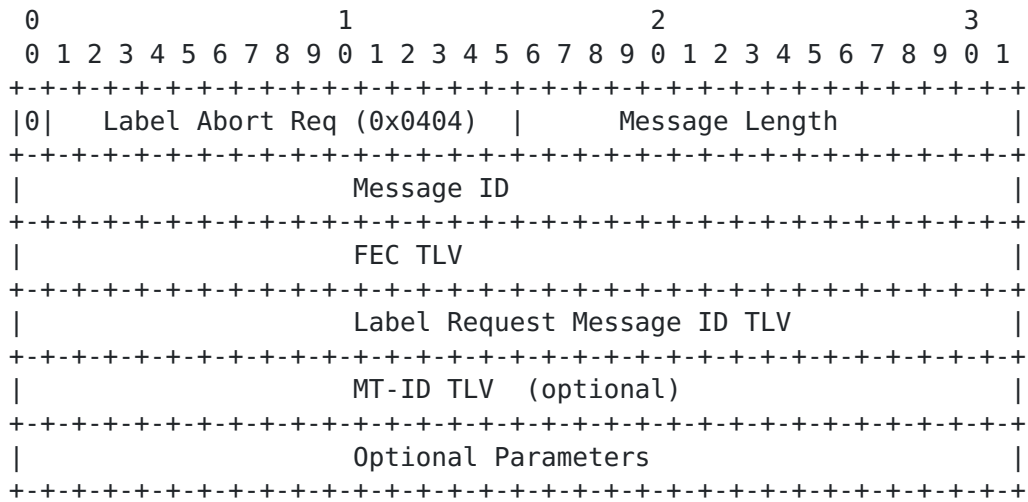 0                   1                   2                   3
 0 1 2 3 4 5 6 7 8 9 0 1 2 3 4 5 6 7 8 9 0 1 2 3 4 5 6 7 8 9 0 1
+-+-+-+-+-+-+-+-+-+-+-+-+-+-+-+-+-+-+-+-+-+-+-+-+-+-+-+-+-+-+-+-+
|0|   Label Abort Req (0x0404)  |      Message Length           |
+-+-+-+-+-+-+-+-+-+-+-+-+-+-+-+-+-+-+-+-+-+-+-+-+-+-+-+-+-+-+-+-+
|                     Message ID                                |
+-+-+-+-+-+-+-+-+-+-+-+-+-+-+-+-+-+-+-+-+-+-+-+-+-+-+-+-+-+-+-+-+
|                     FEC TLV                                   |
+-+-+-+-+-+-+-+-+-+-+-+-+-+-+-+-+-+-+-+-+-+-+-+-+-+-+-+-+-+-+-+-+
|                     Label Request Message ID TLV              |
+-+-+-+-+-+-+-+-+-+-+-+-+-+-+-+-+-+-+-+-+-+-+-+-+-+-+-+-+-+-+-+-+
|                     MT-ID TLV  (optional)                     |
+-+-+-+-+-+-+-+-+-+-+-+-+-+-+-+-+-+-+-+-+-+-+-+-+-+-+-+-+-+-+-+-+
|                     Optional Parameters                       |
+-+-+-+-+-+-+-+-+-+-+-+-+-+-+-+-+-+-+-+-+-+-+-+-+-+-+-+-+-+-+-+-+